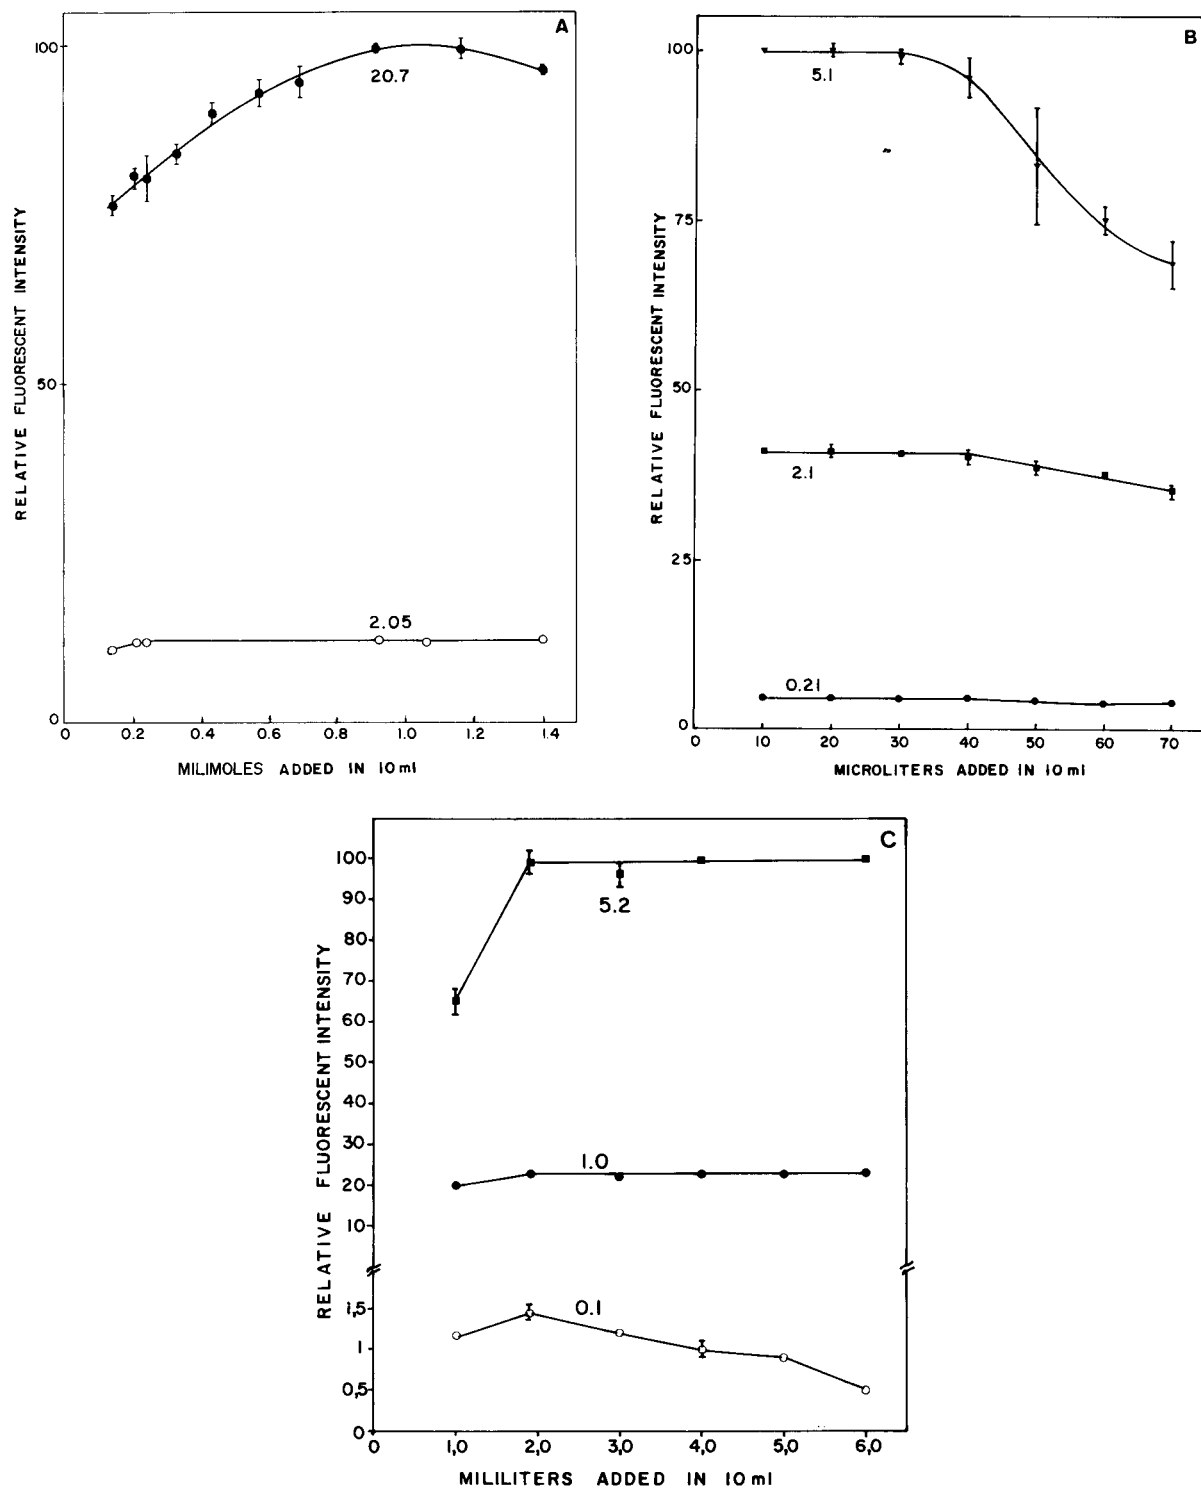 A
RELATIVE FLUORESCENT INTENSITY
100
50
0
20.7
2.05
0 0.2 0.4 0.6 0.8 1.0 1.2 1.4
MILIMOLES ADDED IN 10 ml
B
RELATIVE FLUORESCENT INTENSITY
100
75
50
25
0
5.1
2.1
0.21
0 10 20 30 40 50 60 70
MICROLITERS ADDED IN 10 ml
C
RELATIVE FLUORESCENT INTENSITY
100
90
80
70
60
50
40
30
20
10
1,5
1
0,5
0
5.2
1.0
0.1
0 1,0 2,0 3,0 4,0 5,0 6,0
MILILITERS ADDED IN 10 ml